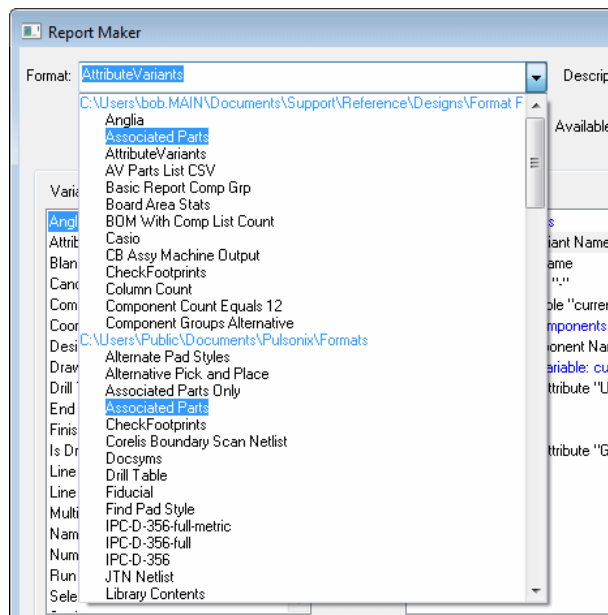 Report Maker
Format: AttributeVariants
Descrip
C:\Users\bob.MAIN\Documents\Support\Reference\Designs\Format F
Anglia
Associated Parts
AttributeVariants
AV Parts List CSV
Basic Report Comp Grp
Board Area Stats
BOM With Comp List Count
Casio
CB Assy Machine Output
CheckFootprints
Column Count
Component Count Equals 12
Component Groups Alternative
C:\Users\Public\Documents\Pulsonix\Formats
Alternate Pad Styles
Alternative Pick and Place
Associated Parts Only
Associated Parts
CheckFootprints
Corelis Boundary Scan Netlist
Docsyms
Drill Table
Fiducial
Find Pad Style
IPC-D-356-full-metric
IPC-D-356-full
IPC-D-356
JTN Netlist
Library Contents
Available
Varia
Angl
Attrib
Blan
Com
Coor
Desi
Draw
Drill T
End
Finis
Is Dr
Line
Line
Multi
Nam
Num
Run
Sele
s
iant Name
ame
"-"
le "curren
mponents
onent Na
ariable: cu
ttribute "U
ttribute "G